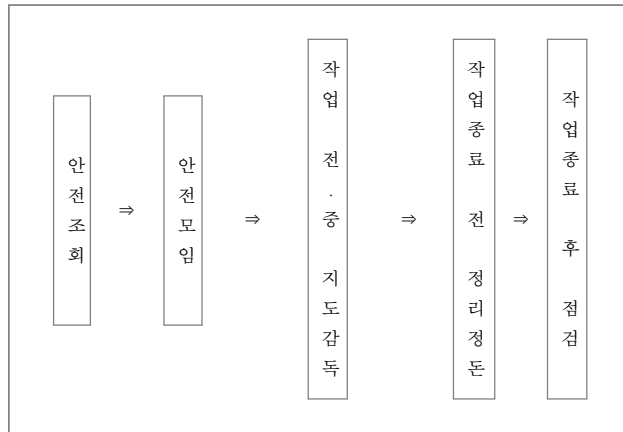 안전조회
⇒
안전모임
⇒
작업 전.중 지도감독
⇒
작업종료 전 정리정돈
⇒
작업종료 후 점검